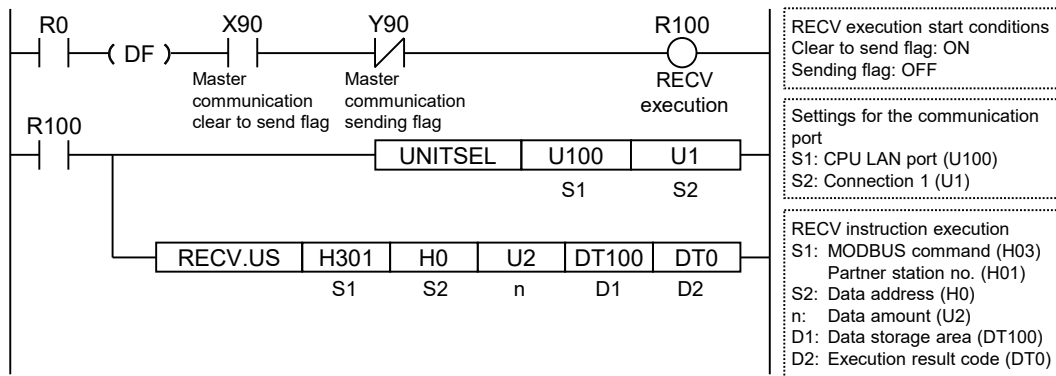 R0
X90
Y90
R100
( DF )
Master
communication
clear to send flag
Master
communication
sending flag
RECV
execution
R100
UNITSEL U100 U1
S1 S2
RECV.US H301 H0 U2 DT100 DT0
S1 S2 n D1 D2
RECV execution start conditions
Clear to send flag: ON
Sending flag: OFF
Settings for the communication
port
S1: CPU LAN port (U100)
S2: Connection 1 (U1)
RECV instruction execution
S1: MODBUS command (H03)
Partner station no. (H01)
S2: Data address (H0)
n: Data amount (U2)
D1: Data storage area (DT100)
D2: Execution result code (DT0)